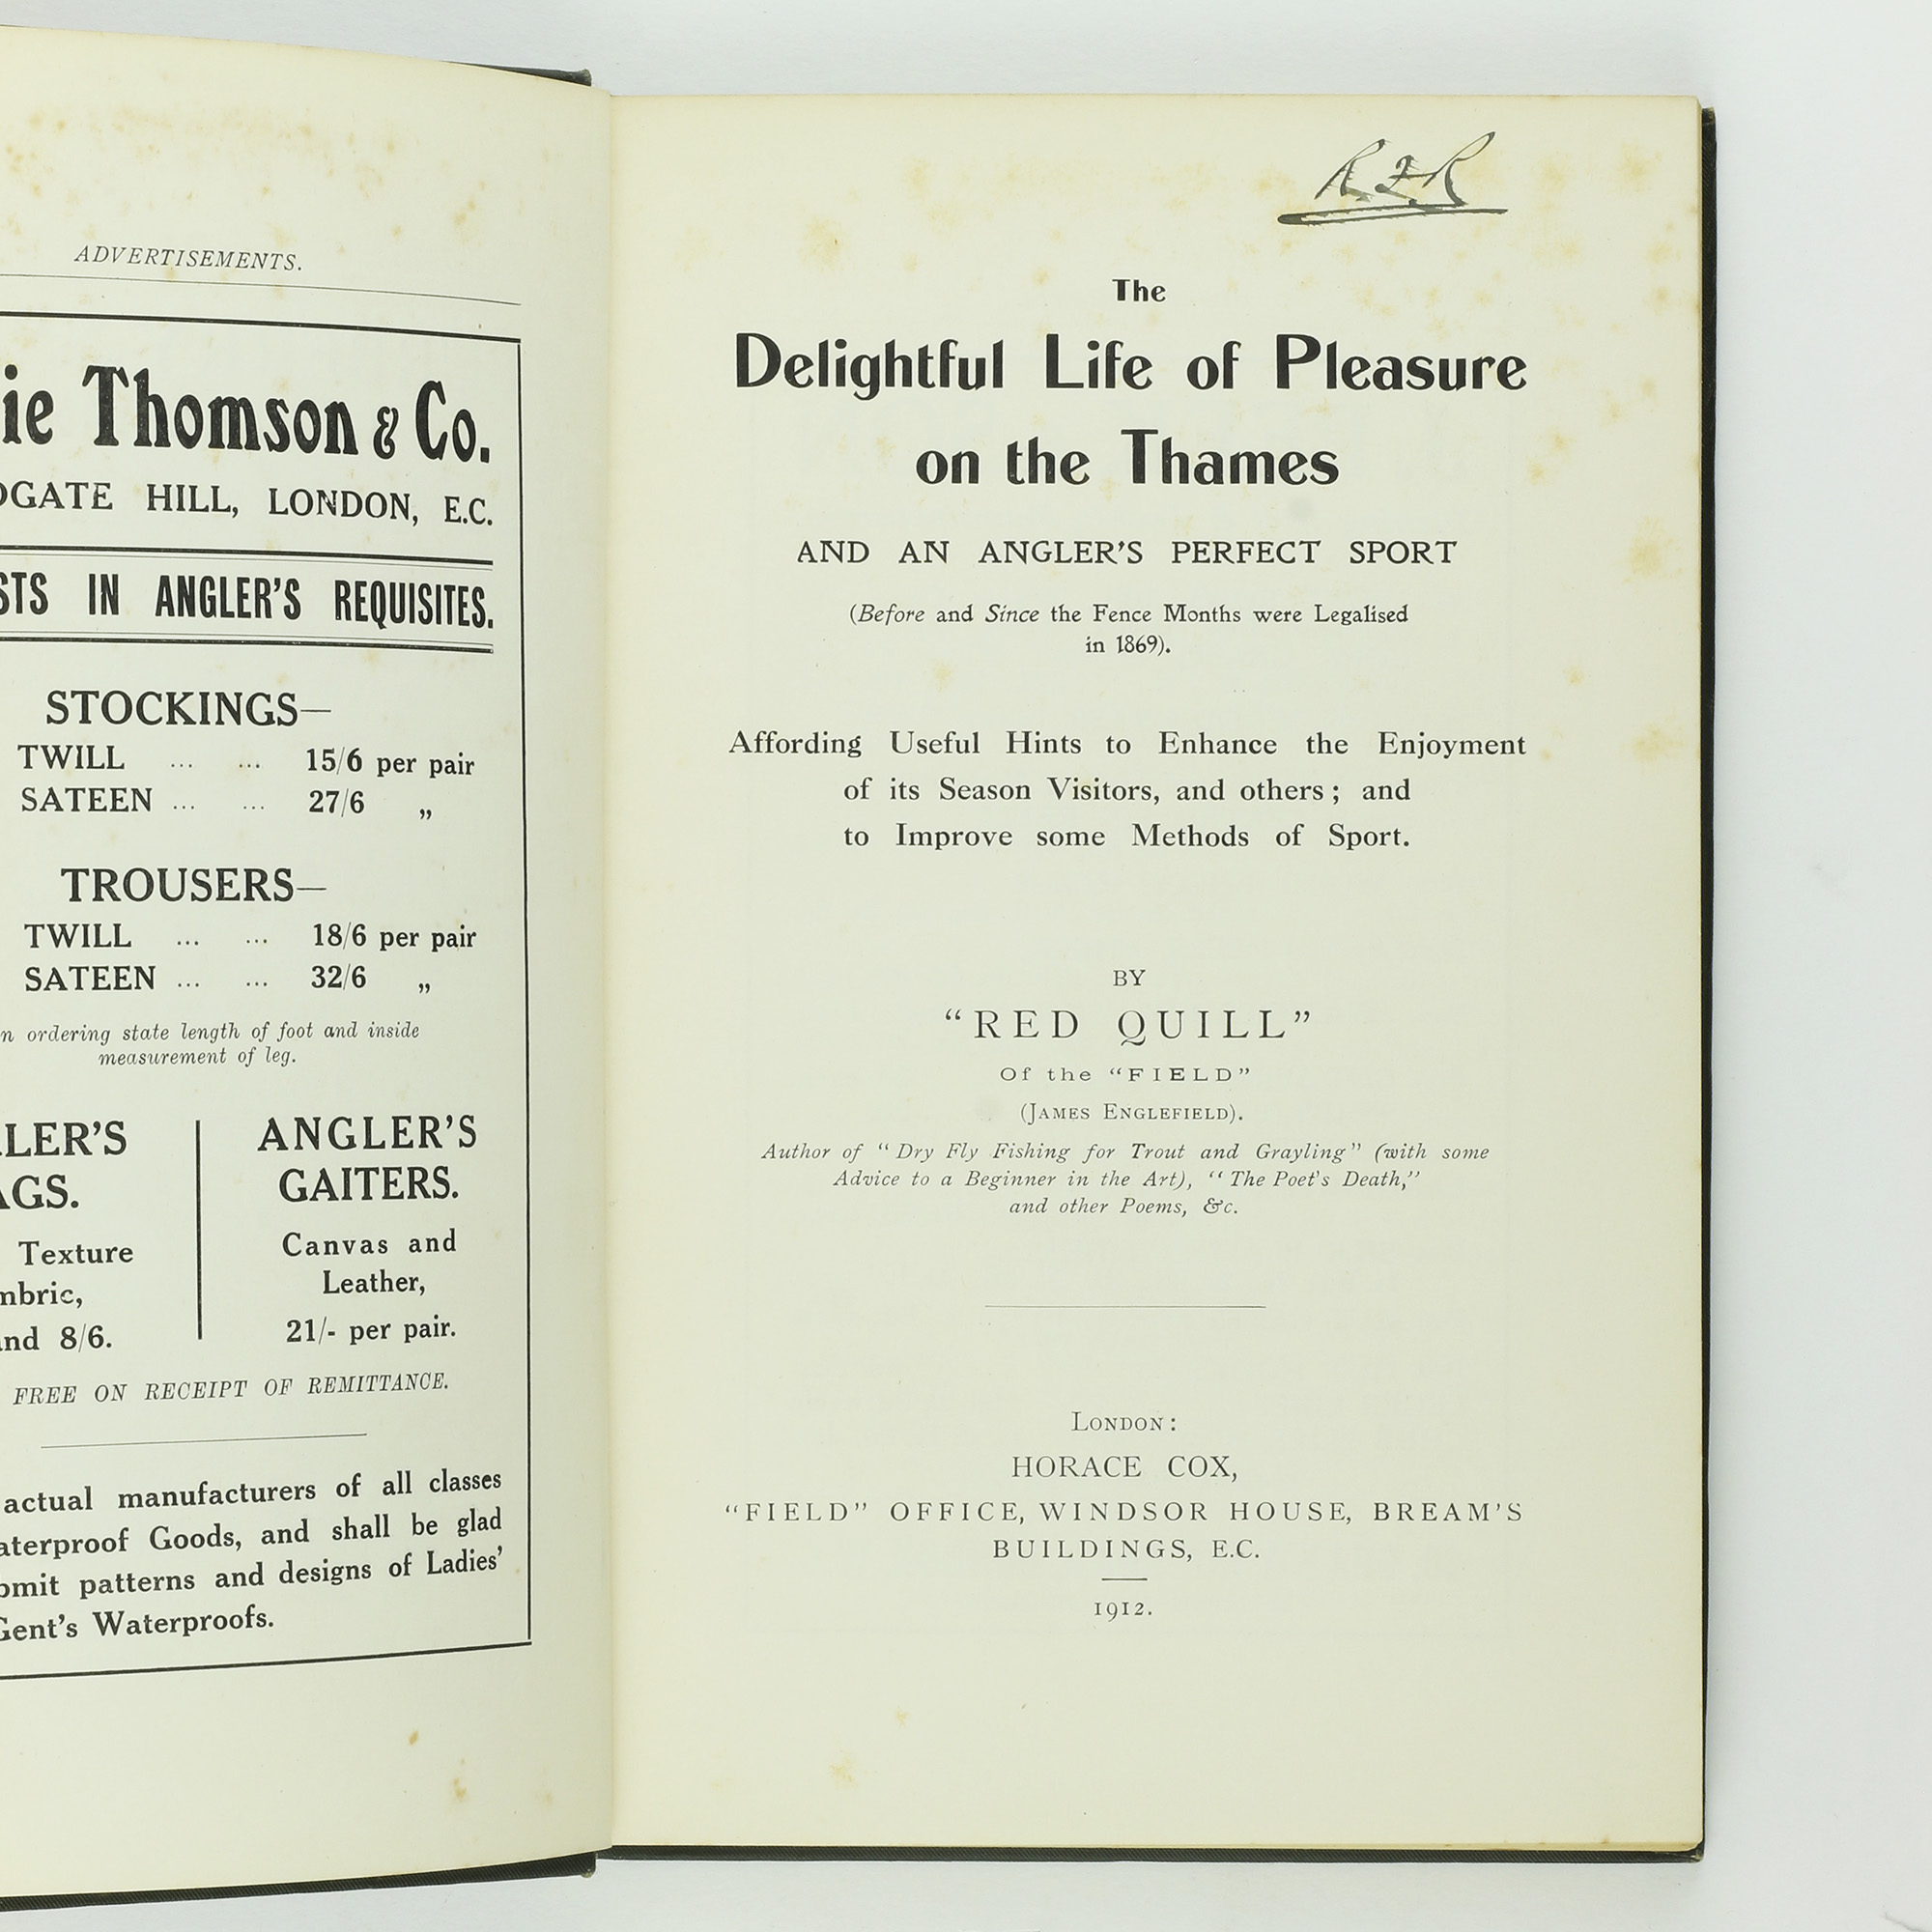 ADVERTISEMENTS.
ie Thomson & Co.
DGATE HILL, LONDON, E.C.
STS IN ANGLER'S REQUISITES.
STOCKINGS—
TWILL ... ... 15/6 per pair
SATEEN ... ... 27/6 „
TROUSERS—
TWILL ... ... 18/6 per pair
SATEEN ... ... 32/6 „
n ordering state length of foot and inside
measurement of leg.
LER'S
AGS.
Texture
mbric,
and 8/6.
ANGLER'S
GAITERS.
Canvas and
Leather,
21/- per pair.
FREE ON RECEIPT OF REMITTANCE.
actual manufacturers of all classes
aterproof Goods, and shall be glad
bmit patterns and designs of Ladies'
Gent's Waterproofs.
The
Delightful Life of Pleasure
on the Thames
AND AN ANGLER'S PERFECT SPORT
(Before and Since the Fence Months were Legalised
in 1869).
Affording Useful Hints to Enhance the Enjoyment
of its Season Visitors, and others; and
to Improve some Methods of Sport.
BY
"RED QUILL"
Of the "FIELD"
(JAMES ENGLEFIELD).
Author of "Dry Fly Fishing for Trout and Grayling" (with some
Advice to a Beginner in the Art), "The Poet's Death,"
and other Poems, &c.
LONDON:
HORACE COX,
"FIELD" OFFICE, WINDSOR HOUSE, BREAM'S
BUILDINGS, E.C.
1912.